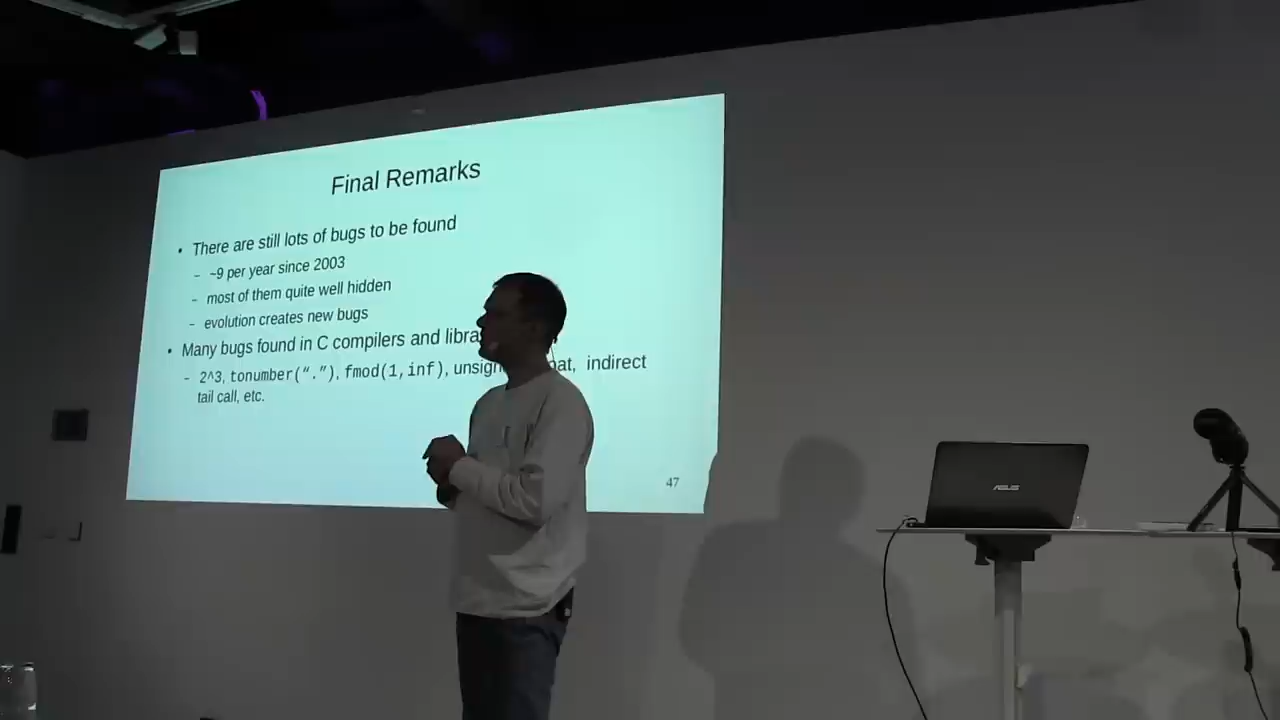 Final Remarks
• There are still lots of bugs to be found
– ~9 per year since 2003
– most of them quite well hidden
– evolution creates new bugs
• Many bugs found in C compilers and
– 2^3, tonumber(“.”), fmod(1,inf), indirect
tail call, etc.
47
ASUS